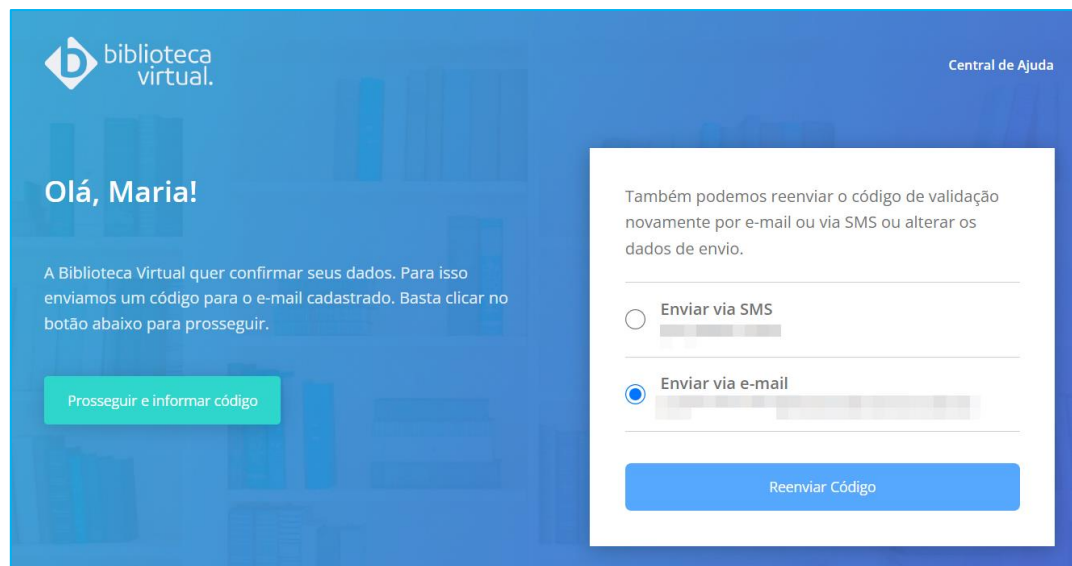 biblioteca
virtual.
Central de Ajuda
Olá, Maria!
A Biblioteca Virtual quer confirmar seus dados. Para isso
enviamos um código para o e-mail cadastrado. Basta clicar no
botão abaixo para prosseguir.
Prosseguir e informar código
Também podemos reenviar o código de validação
novamente por e-mail ou via SMS ou alterar os
dados de envio.
Enviar via SMS
Enviar via e-mail
Reenviar Código